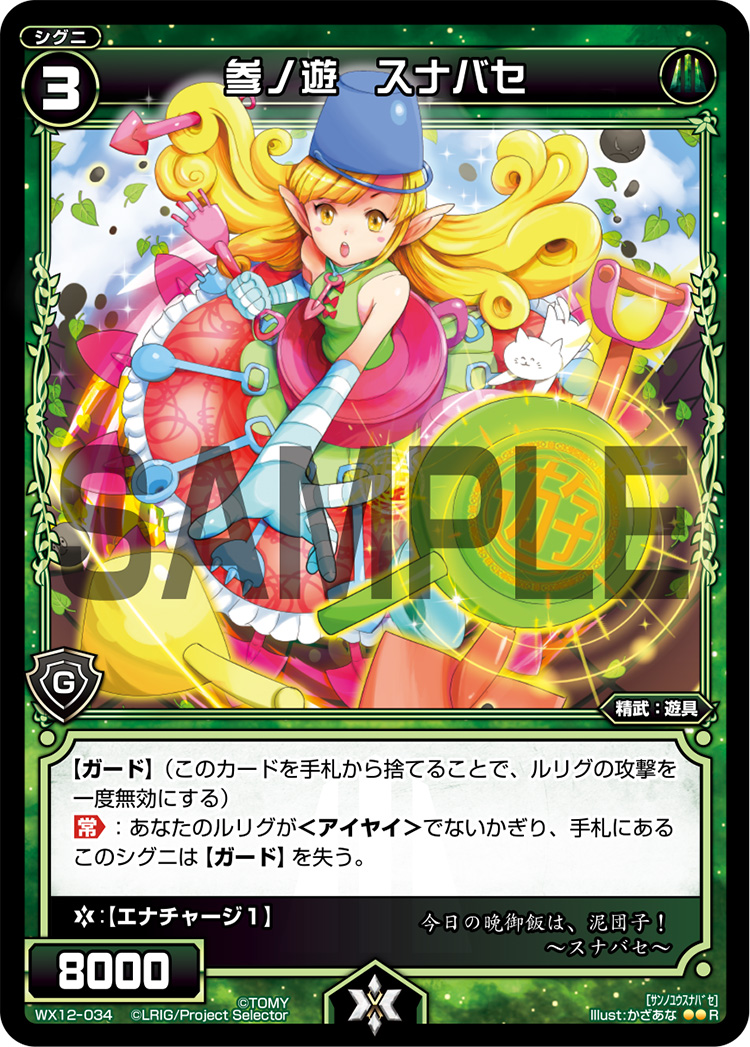 シグニ
3
参ノ遊 スナバセ
遊
SAMPLE
G
精武：遊具
【ガード】（このカードを手札から捨てることで、ルリグの攻撃を
一度無効にする）
常：あなたのルリグが＜アイヤイ＞でないかぎり、手札にある
このシグニは【ガード】を失う。
：【エナチャージ１】
今日の晩御飯は、泥団子！
～スナバセ～
8000
WX12-034 ©TOMY
©LRIG/Project Selector
[サンノユウスナバセ]
Illust:かざあな R